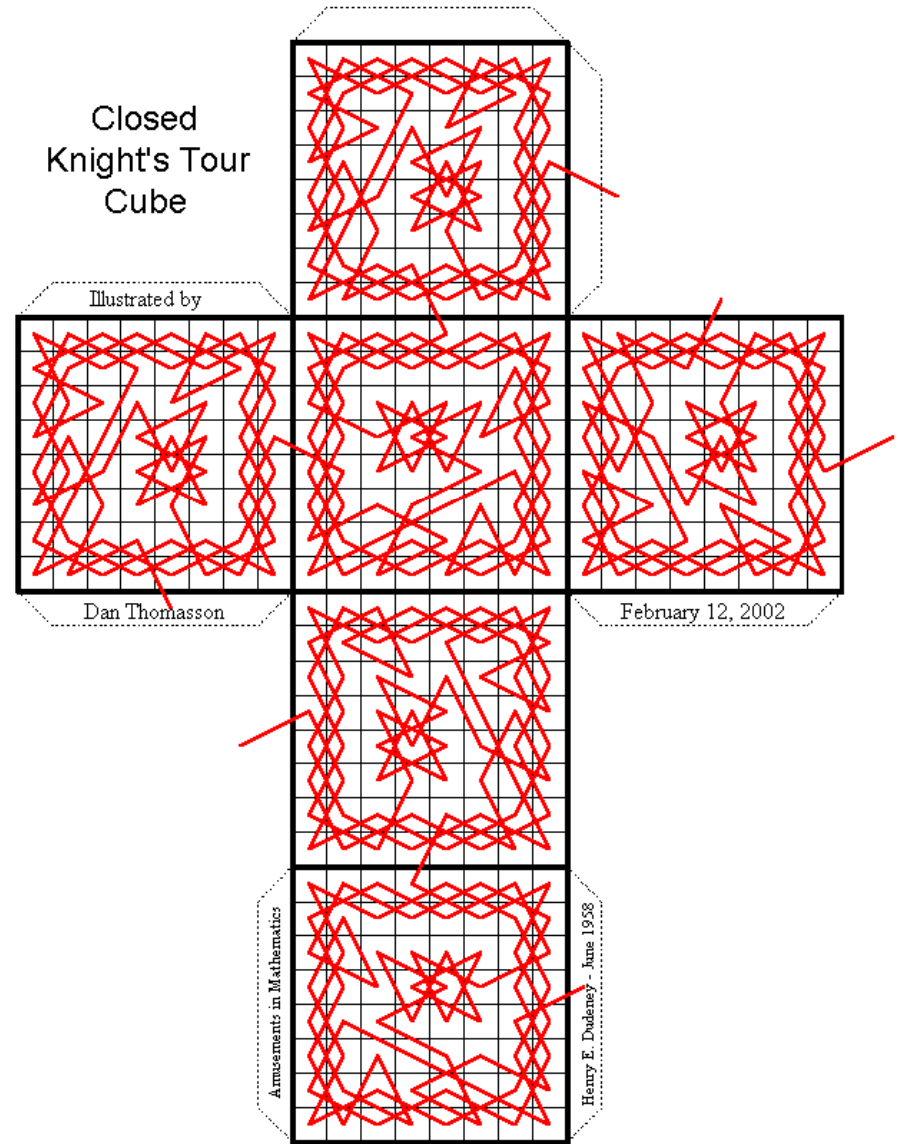 Closed
Knight's Tour
Cube
Illustrated by
Dan Thomasson
February 12, 2002
Amusements in Mathematics
Henry E. Dudeney - June 1958